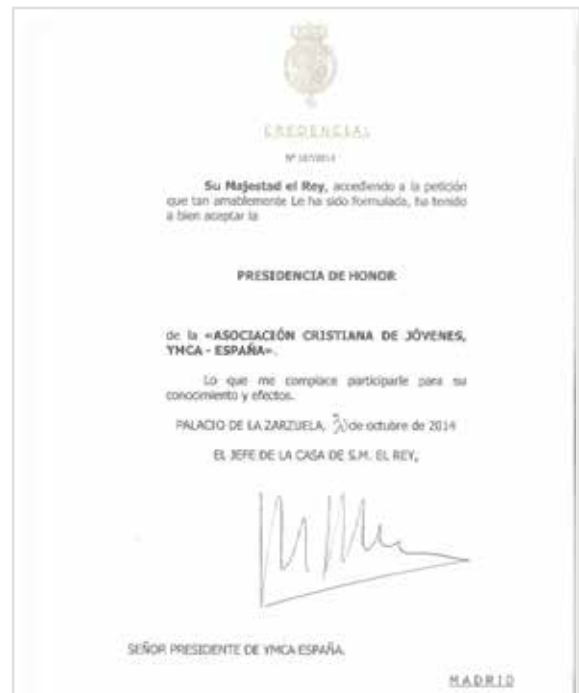 CREDENCIAL
Nº
Su Majestad el Rey, accediendo a la petición
que tan amablemente Le ha sido formulada, ha tenido
a bien aceptar la
PRESIDENCIA DE HONOR
de la «ASOCIACIÓN CRISTIANA DE JÓVENES,
YMCA - ESPAÑA».
Lo que me complace participarle para su
conocimiento y efectos.
PALACIO DE LA ZARZUELA, de octubre de 2014
EL JEFE DE LA CASA DE S.M. EL REY,
SEÑOR PRESIDENTE DE YMCA ESPAÑA.
MADRID